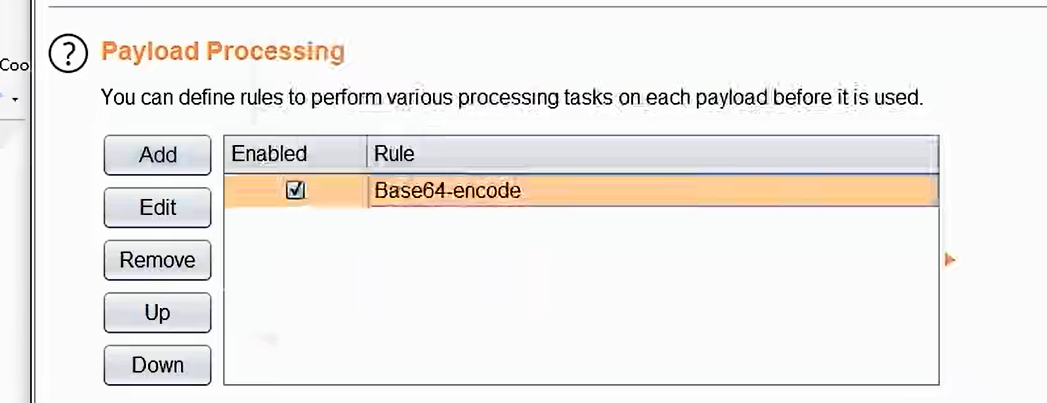 ?
Payload Processing
Coo
You can define rules to perform various processing tasks on each payload before it is used.
Add
Enabled Rule
Base64-encode
Edit
Remove
Up
Down